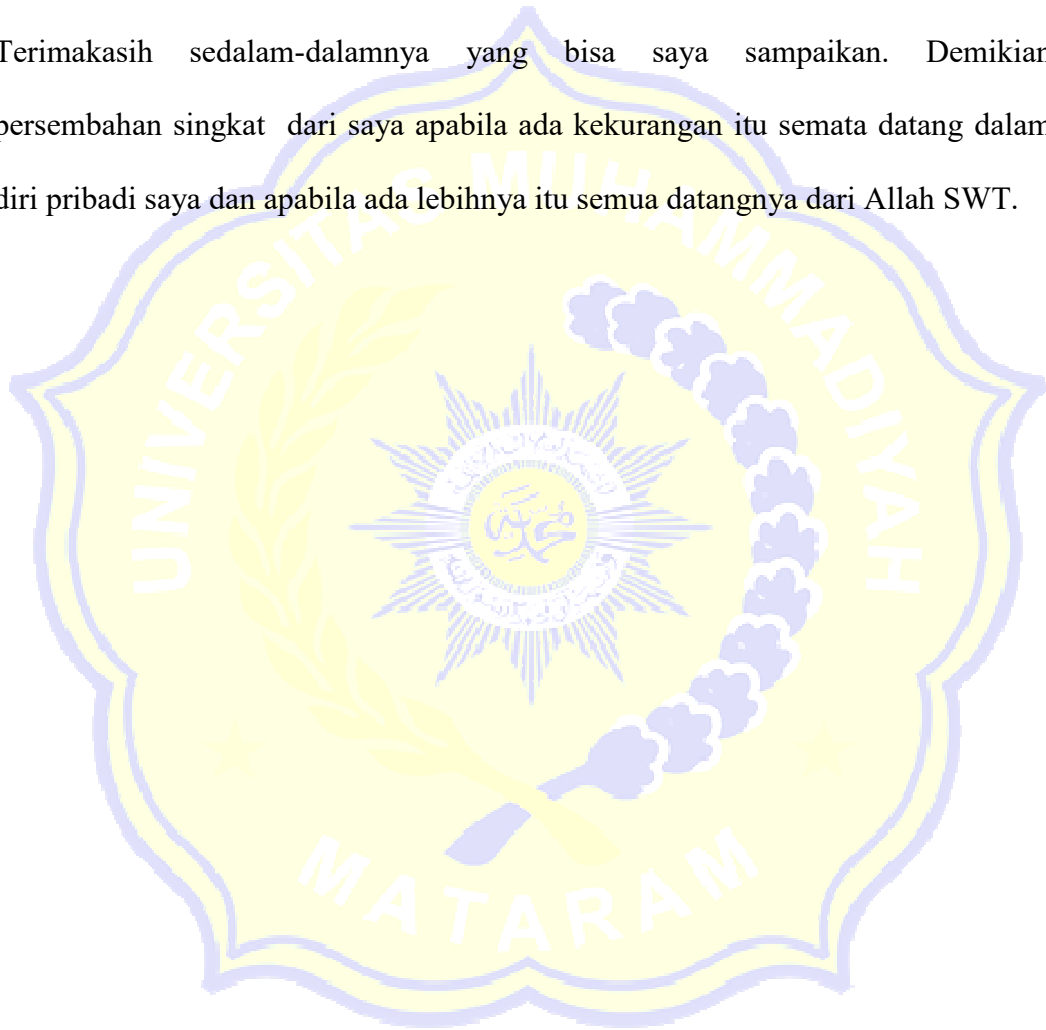 Terimakasih sedalam-dalamnya yang bisa saya sampaikan. Demikian
persembahan singkat dari saya apabila ada kekurangan itu semata datang dalam
diri pribadi saya dan apabila ada lebihnya itu semua datangnya dari Allah SWT.
UNIVERSITAS MUHAMMADIYAH
MATARAM